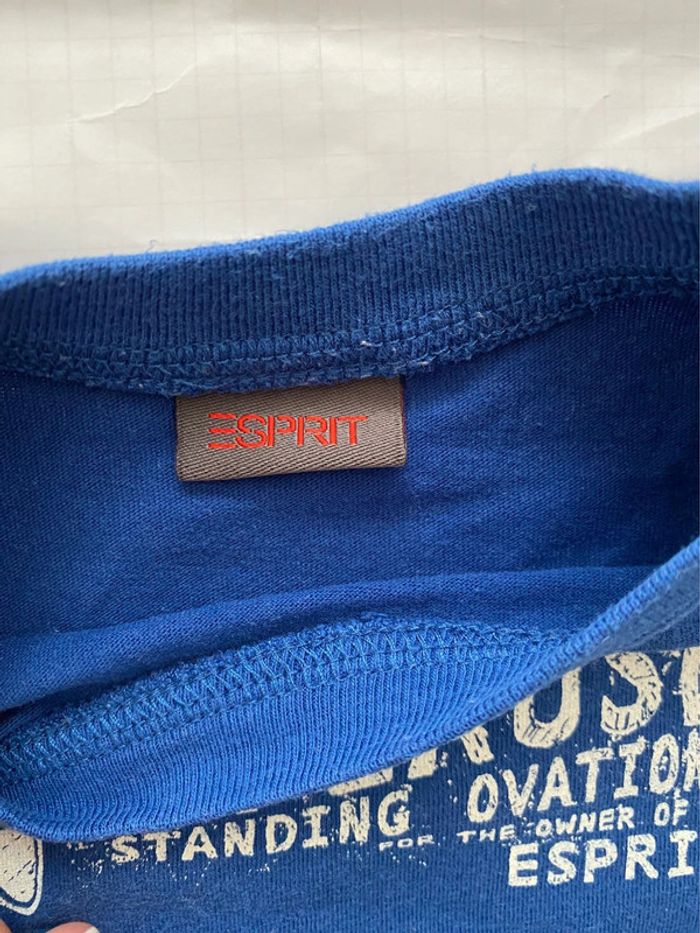 ESPRIT
STANDING OVATION
FOR THE OWNER OF
ESPRI